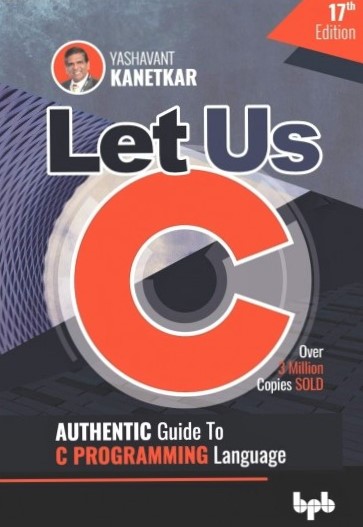 17th
Edition
YASHAVANT
KANETKAR
Let Us
C
Over
3 Million
Copies SOLD
AUTHENTIC Guide To
C PROGRAMMING Language
bpb